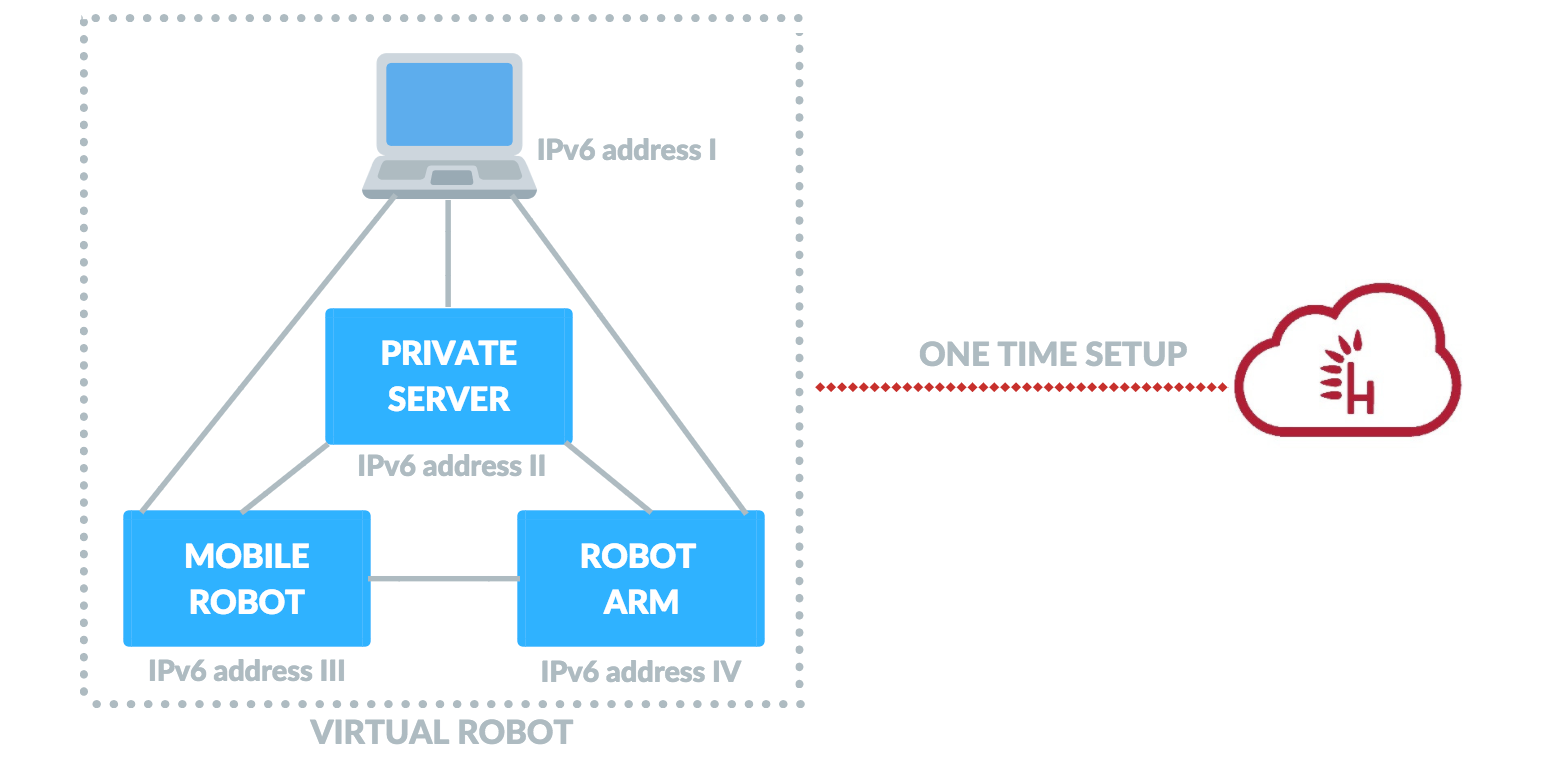 IPv6 address I
PRIVATE
SERVER
IPv6 address II
MOBILE
ROBOT
IPv6 address III
ROBOT
ARM
IPv6 address IV
VIRTUAL ROBOT
ONE TIME SETUP
H